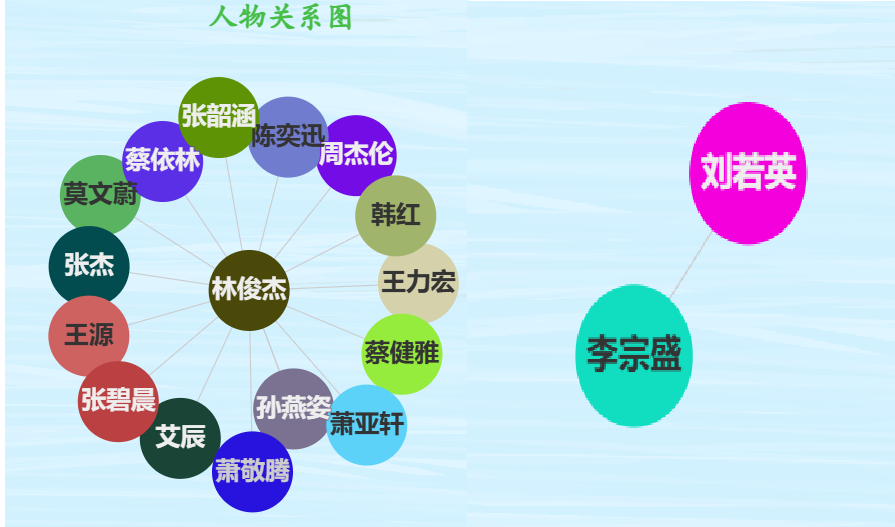 人物关系图
张韶涵
陈奕迅
周杰伦
蔡依林
莫文蔚
韩红
张杰
林俊杰
王力宏
王源
蔡健雅
张碧晨
孙燕姿
萧亚轩
艾辰
萧敬腾
刘若英
李宗盛